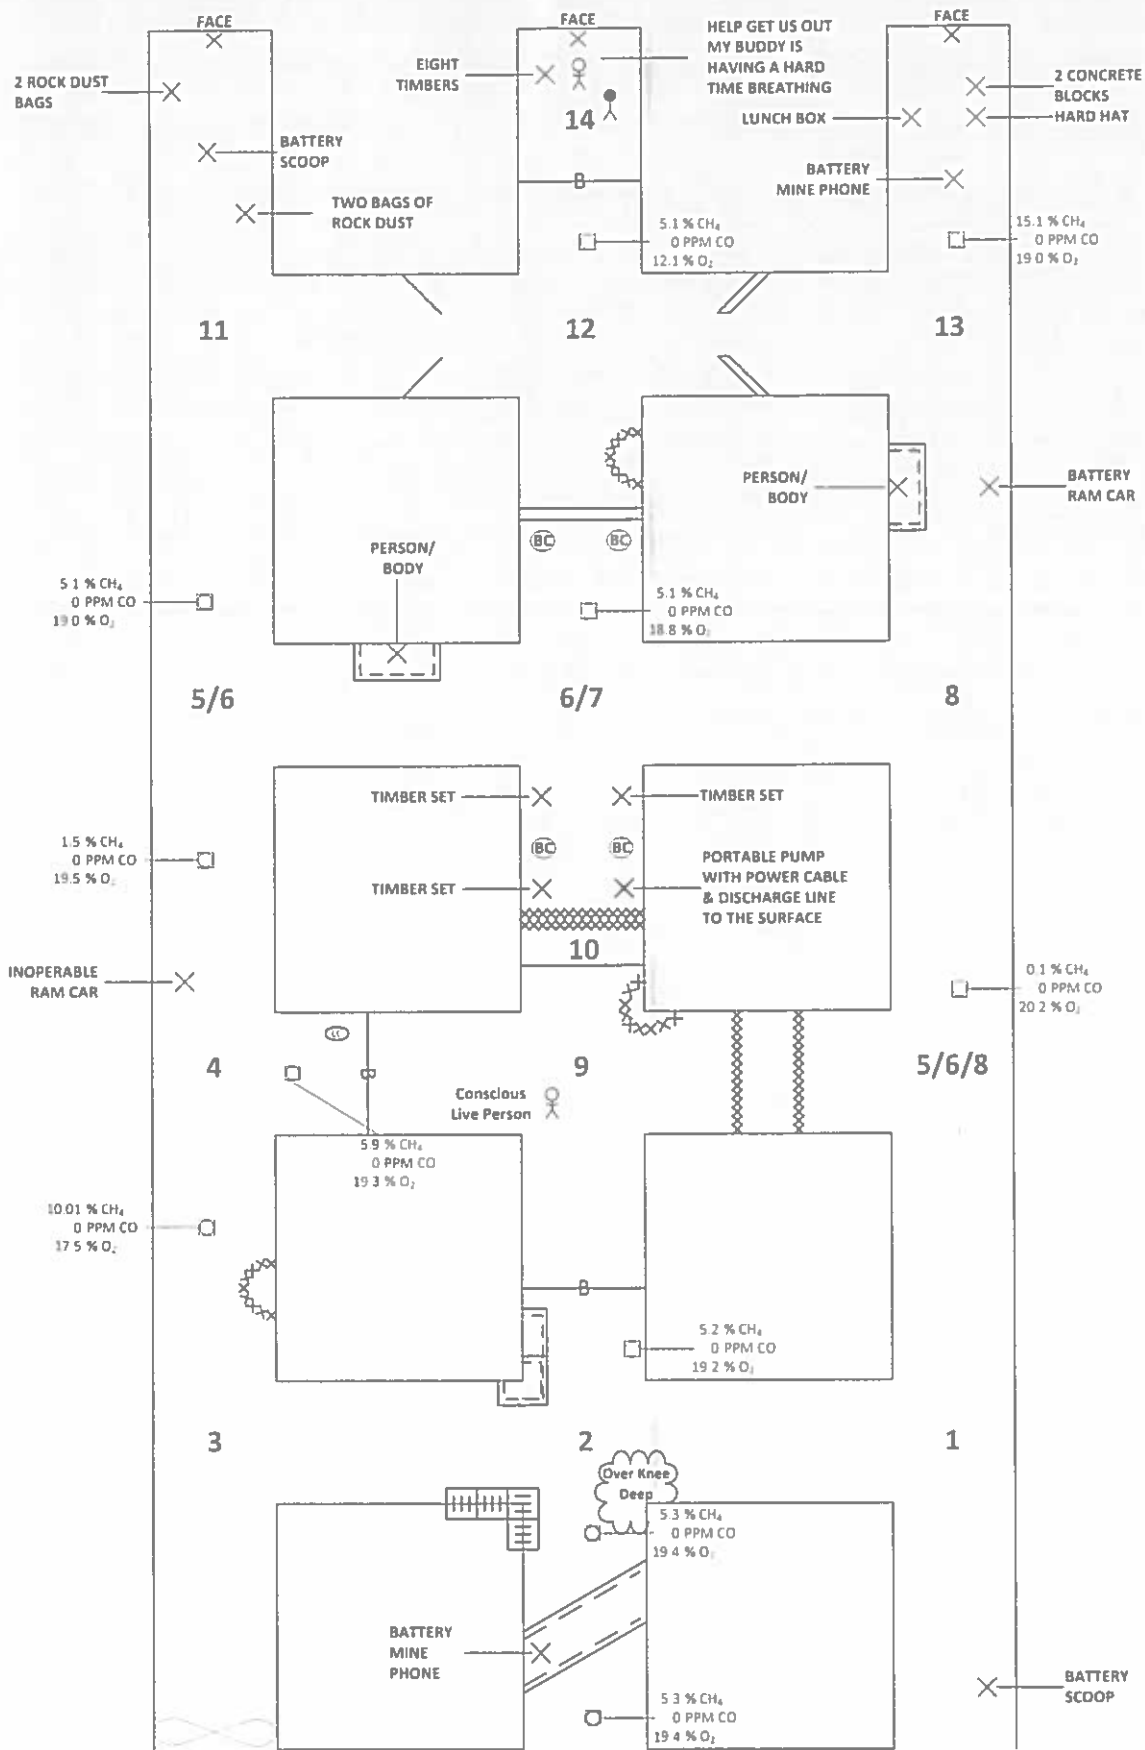 FACE
FACE
FACE
2 ROCK DUST
BAGS
EIGHT
TIMBERS
HELP GET US OUT
MY BUDDY IS
HAVING A HARD
TIME BREATHING
2 CONCRETE
BLOCKS
LUNCH BOX
HARD HAT
14
BATTERY
SCOOP
BATTERY
MINE PHONE
TWO BAGS OF
ROCK DUST
B
5.1 % CH₄
0 PPM CO
12.1 % O₂
15.1 % CH₄
0 PPM CO
19.0 % O₂
11
12
13
PERSON/
BODY
BATTERY
RAM CAR
PERSON/
BODY
BC
BC
5.1 % CH₄
0 PPM CO
19.0 % O₂
5.1 % CH₄
0 PPM CO
18.8 % O₂
5/6
6/7
8
TIMBER SET
TIMBER SET
1.5 % CH₄
0 PPM CO
19.5 % O₂
BC
BC
TIMBER SET
PORTABLE PUMP
WITH POWER CABLE
& DISCHARGE LINE
TO THE SURFACE
10
INOPERABLE
RAM CAR
0.1 % CH₄
0 PPM CO
20.2 % O₂
4
9
5/6/8
B
Conscious
Live Person
5.9 % CH₄
0 PPM CO
19.3 % O₂
10.01 % CH₄
0 PPM CO
17.5 % O₂
B
5.2 % CH₄
0 PPM CO
19.2 % O₂
3
2
1
Over Knee
Deep
5.3 % CH₄
0 PPM CO
19.4 % O₂
BATTERY
MINE
PHONE
BATTERY
SCOOP
5.3 % CH₄
0 PPM CO
19.4 % O₂